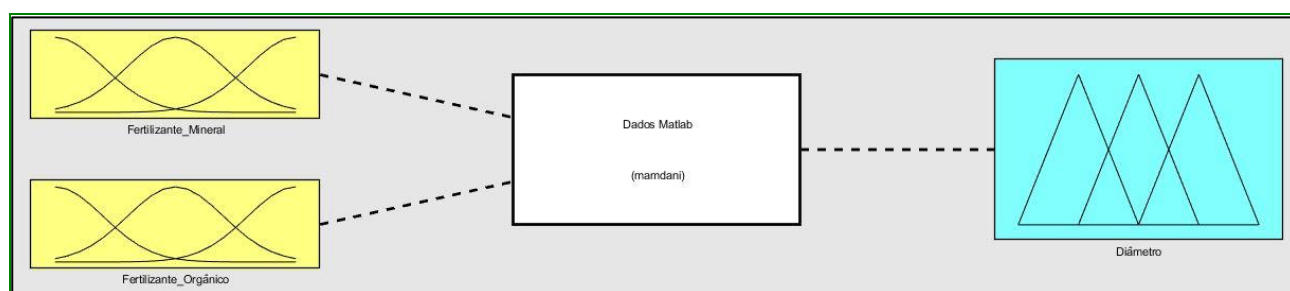 Fertilizante_Mineral
Fertilizante_Orgânico
Dados Matlab
(mamdani)
Diâmetro